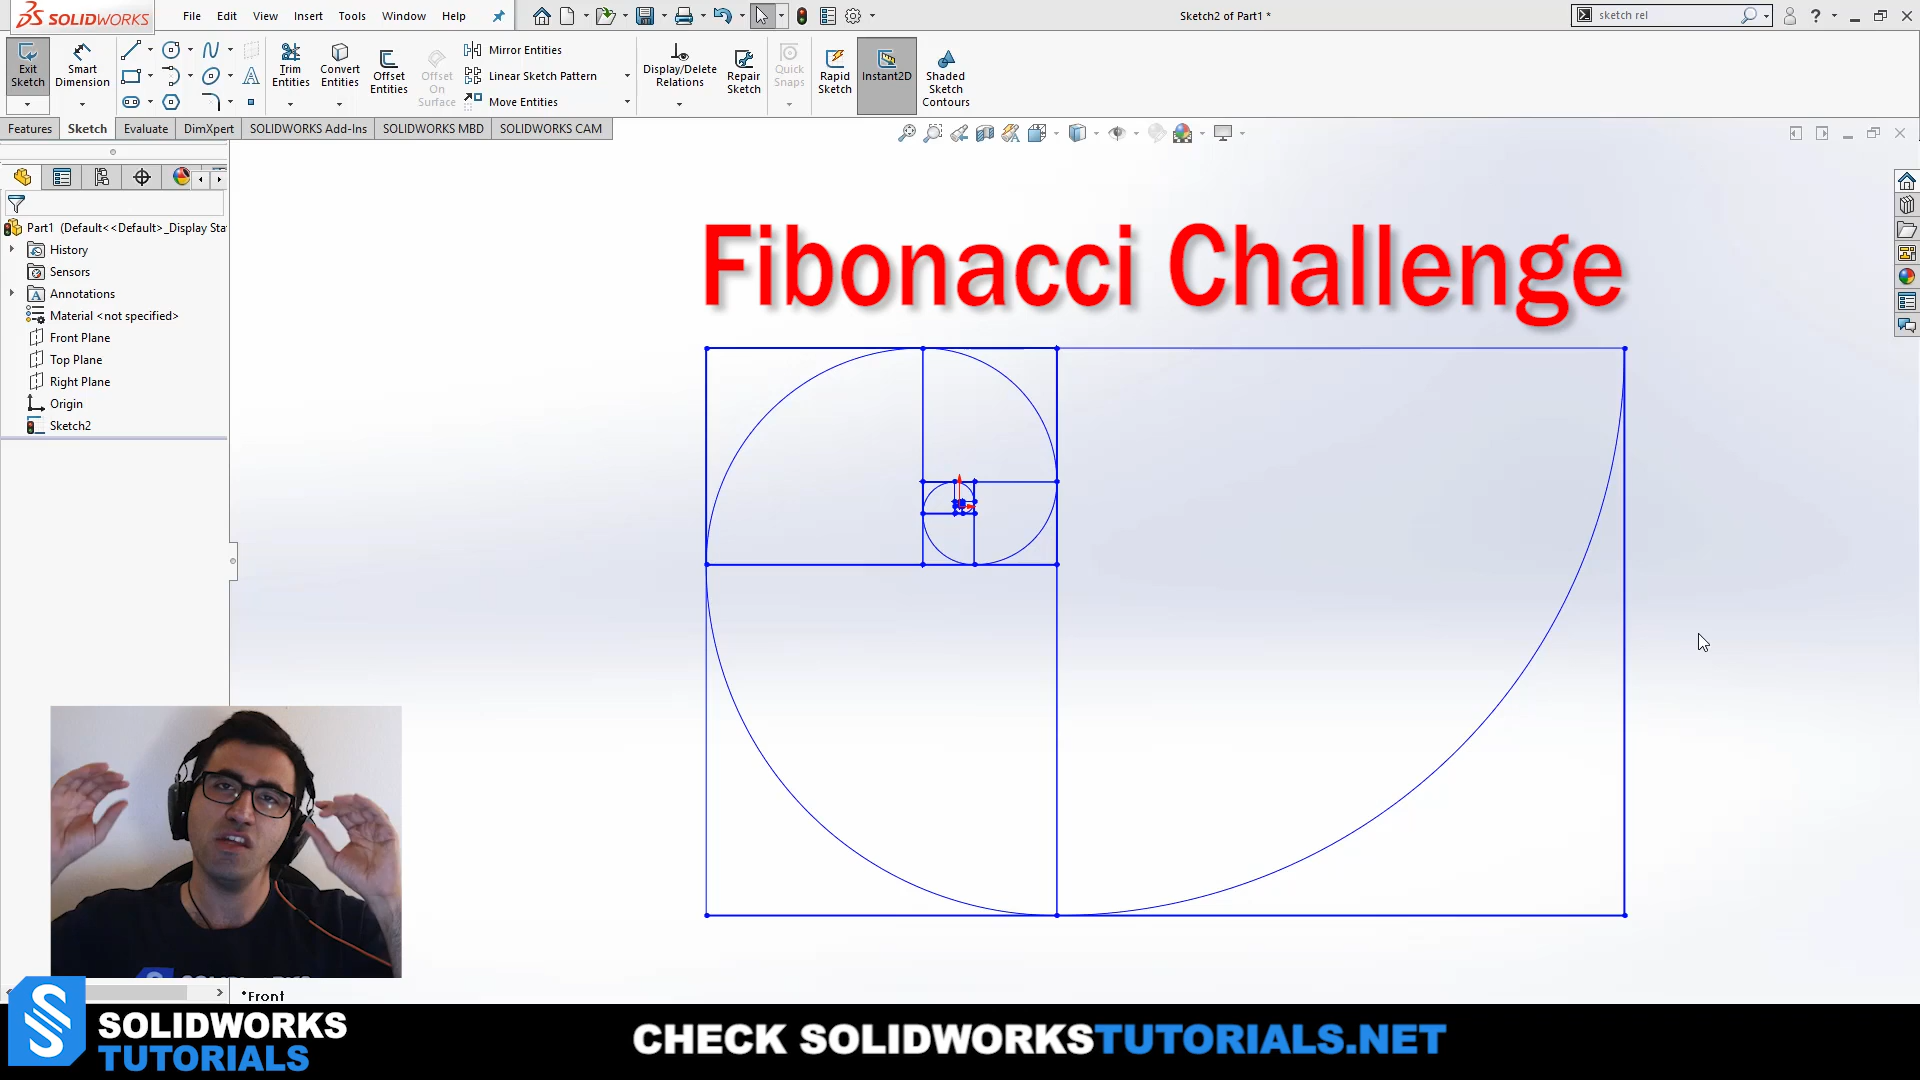 SOLIDWORKS
File Edit View Insert Tools Window Help
Sketch2 of Part1 *
sketch rel
Exit Sketch
Smart Dimension
Trim Entities
Convert Entities
Offset Entities
Offset On Surface
Mirror Entities
Linear Sketch Pattern
Move Entities
Display/Delete Relations
Repair Sketch
Quick Snaps
Rapid Sketch
Instant2D
Shaded Sketch Contours
Features Sketch Evaluate DimXpert SOLIDWORKS Add-Ins SOLIDWORKS MBD SOLIDWORKS CAM
Part1 (Default<<Default>_Display Sta
History
Sensors
Annotations
Material <not specified>
Front Plane
Top Plane
Right Plane
Origin
Sketch2
Fibonacci Challenge
*Front
SOLIDWORKS
TUTORIALS
CHECK SOLIDWORKSTUTORIALS.NET